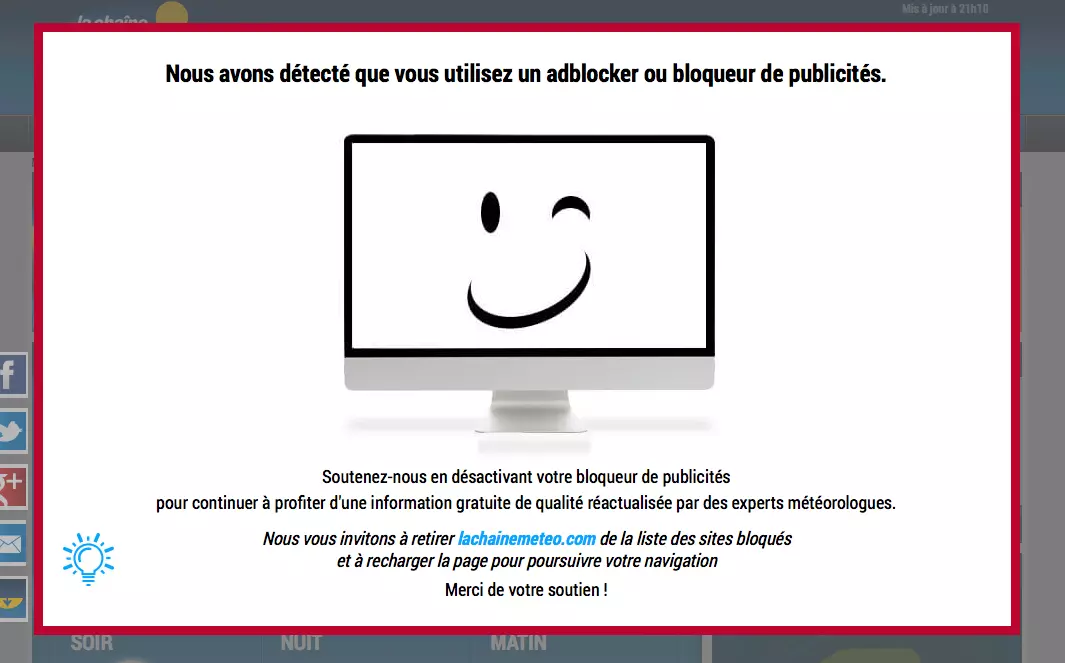 la chaîne
Mis à jour à 21h10
Nous avons détecté que vous utilisez un adblocker ou bloqueur de publicités.
Soutenez-nous en désactivant votre bloqueur de publicités
pour continuer à profiter d'une information gratuite de qualité réactualisée par des experts météorologues.
Nous vous invitons à retirer lachainemeteo.com de la liste des sites bloqués
et à recharger la page pour poursuivre votre navigation
Merci de votre soutien !
SOIR NUIT MATIN